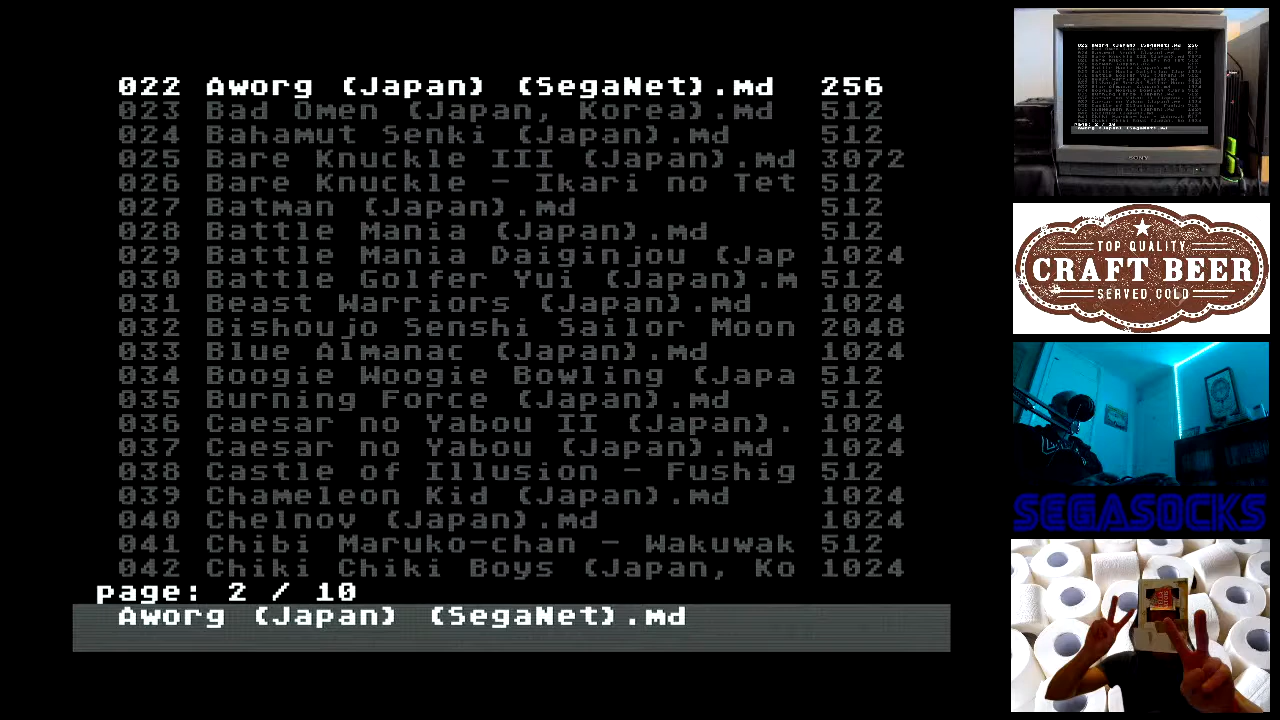 022 Aworg (Japan) (SegaNet).md 256
023 Bad Omen (Japan, Korea).md 512
024 Bahamut Senki (Japan).md 512
025 Bare Knuckle III (Japan).md 3072
026 Bare Knuckle - Ikari no Tet 512
027 Batman (Japan).md 512
028 Battle Mania (Japan).md 512
029 Battle Mania Daiginjou (Jap 1024
030 Battle Golfer Yui (Japan).m 512
031 Beast Warriors (Japan).md 1024
032 Bishoujo Senshi Sailor Moon 2048
033 Blue Almanac (Japan).md 1024
034 Boogie Woogie Bowling (Japa 512
035 Burning Force (Japan).md 512
036 Caesar no Yabou II (Japan). 1024
037 Caesar no Yabou (Japan).md 1024
038 Castle of Illusion - Fushig 512
039 Chameleon Kid (Japan).md 1024
040 Chelnov (Japan).md 1024
041 Chibi Maruko-chan - Wakuwak 512
042 Chiki Chiki Boys (Japan, Ko 1024
page: 2 / 10
Aworg (Japan) (SegaNet).md
SONY
TOP QUALITY
CRAFT BEER
SERVED COLD
SEGASOCKS